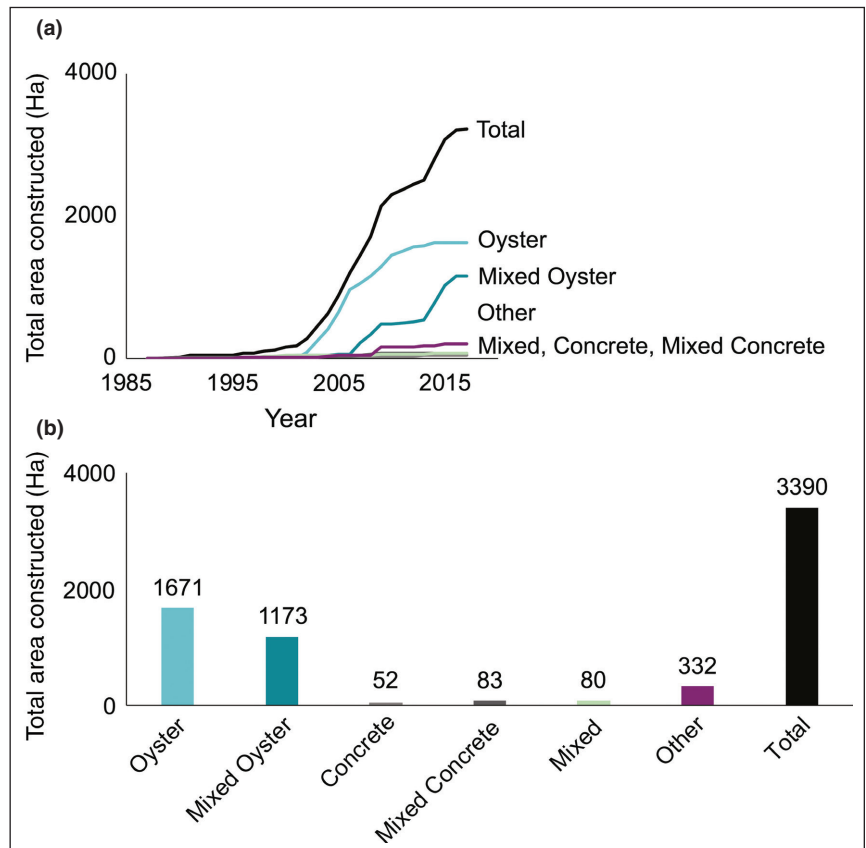 (a)
Total area constructed (Ha)
4000
2000
0
1985
1995
2005
2015
Year
Total
Oyster
Mixed Oyster
Other
Mixed, Concrete, Mixed Concrete
(b)
Total area constructed (Ha)
4000
2000
0
1671
1173
52
83
80
332
3390
Oyster
Mixed Oyster
Concrete
Mixed Concrete
Mixed
Other
Total